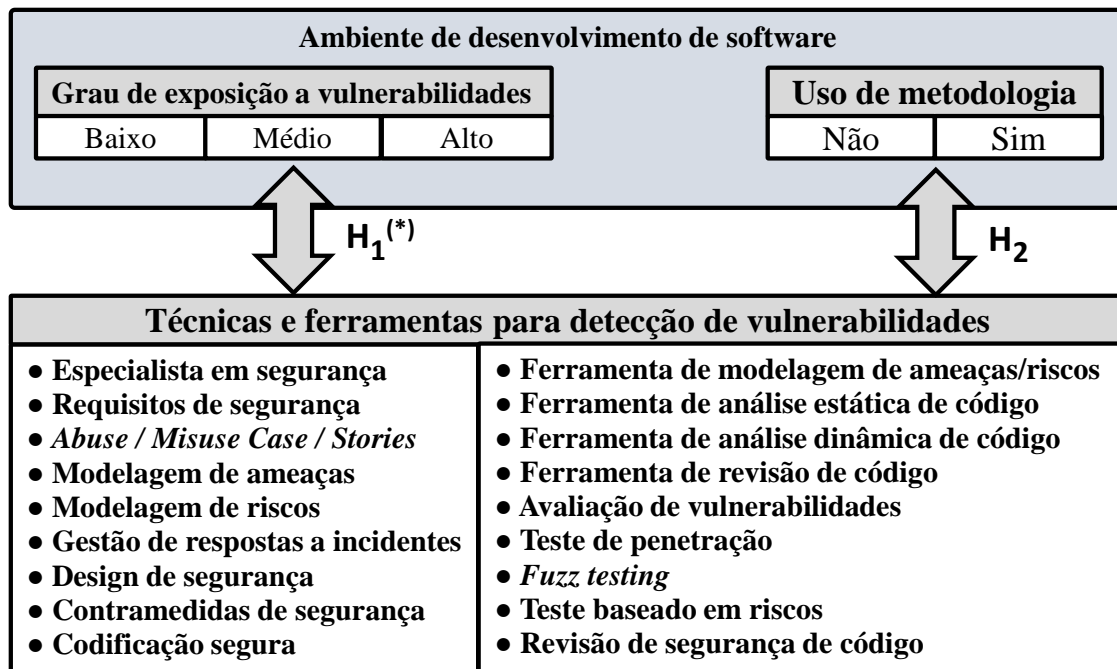 Ambiente de desenvolvimento de software
Grau de exposição a vulnerabilidades
Baixo Médio Alto
Uso de metodologia
Não Sim
H1(*)
H2
Técnicas e ferramentas para detecção de vulnerabilidades
● Especialista em segurança
● Requisitos de segurança
● Abuse / Misuse Case / Stories
● Modelagem de ameaças
● Modelagem de riscos
● Gestão de respostas a incidentes
● Design de segurança
● Contramedidas de segurança
● Codificação segura
● Ferramenta de modelagem de ameaças/riscos
● Ferramenta de análise estática de código
● Ferramenta de análise dinâmica de código
● Ferramenta de revisão de código
● Avaliação de vulnerabilidades
● Teste de penetração
● Fuzz testing
● Teste baseado em riscos
● Revisão de segurança de código